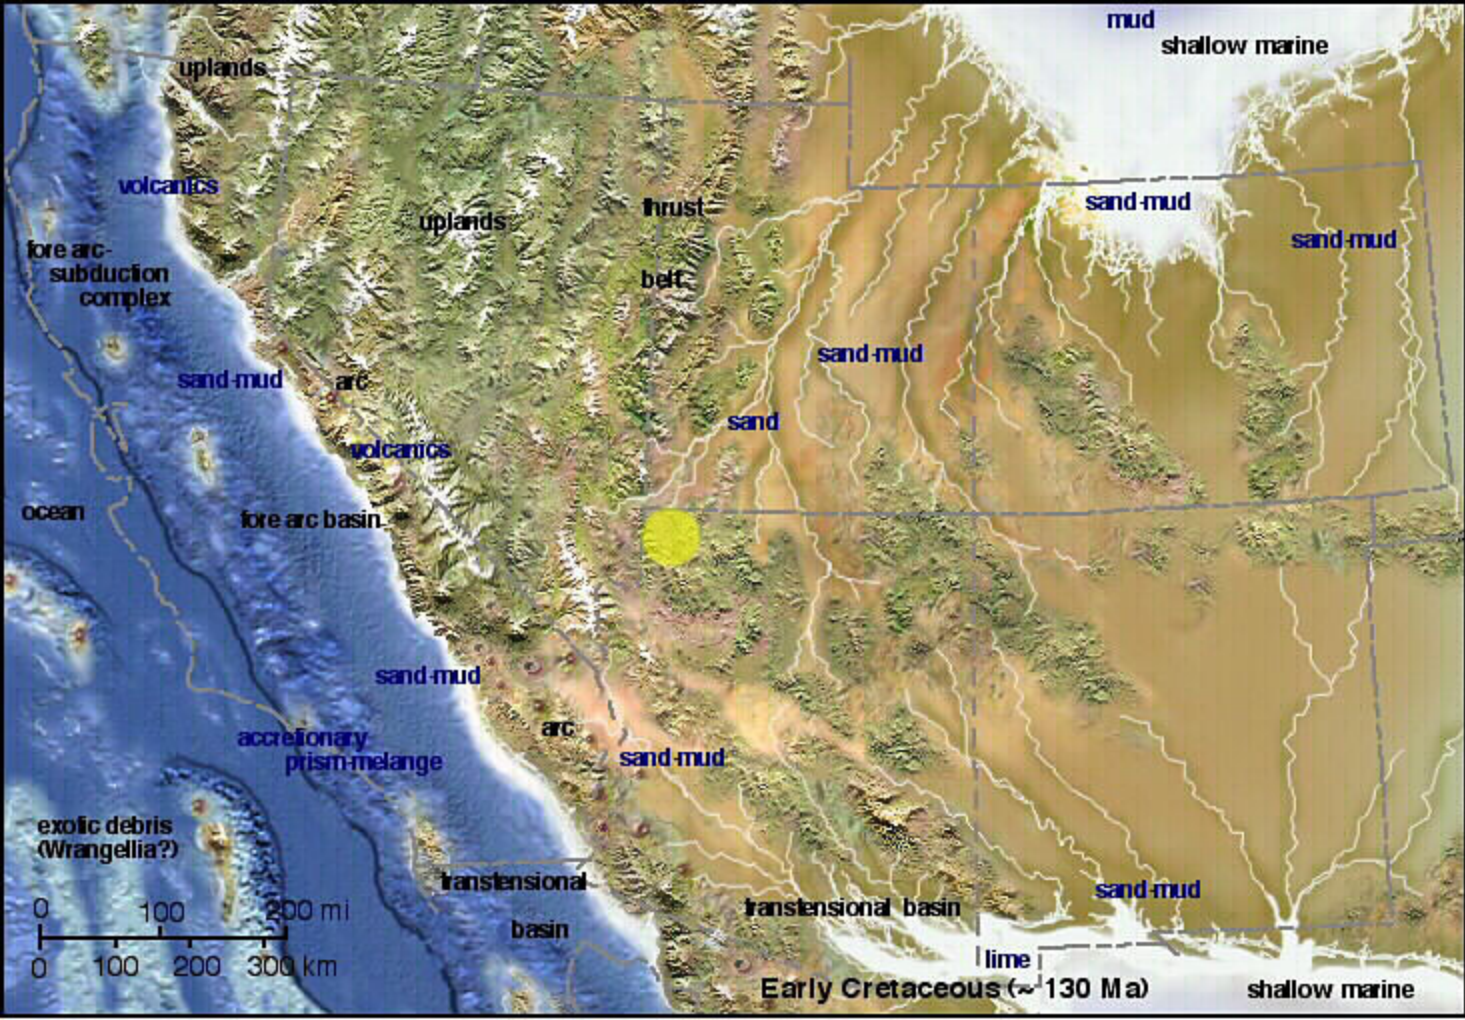 mud
shallow marine
uplands
volcanics
uplands
thrust
belt
sand-mud
sand-mud
fore arc-
subduction
complex
sand-mud
sand-mud
arc
sand
volcanics
ocean
fore arc basin
sand-mud
arc
sand-mud
accretionary
prism-melange
exotic debris
(Wrangellia?)
transtensional
basin
transtensional basin
sand-mud
0 100 200 mi
0 100 200 300 km
lime
Early Cretaceous (~ 130 Ma)
shallow marine